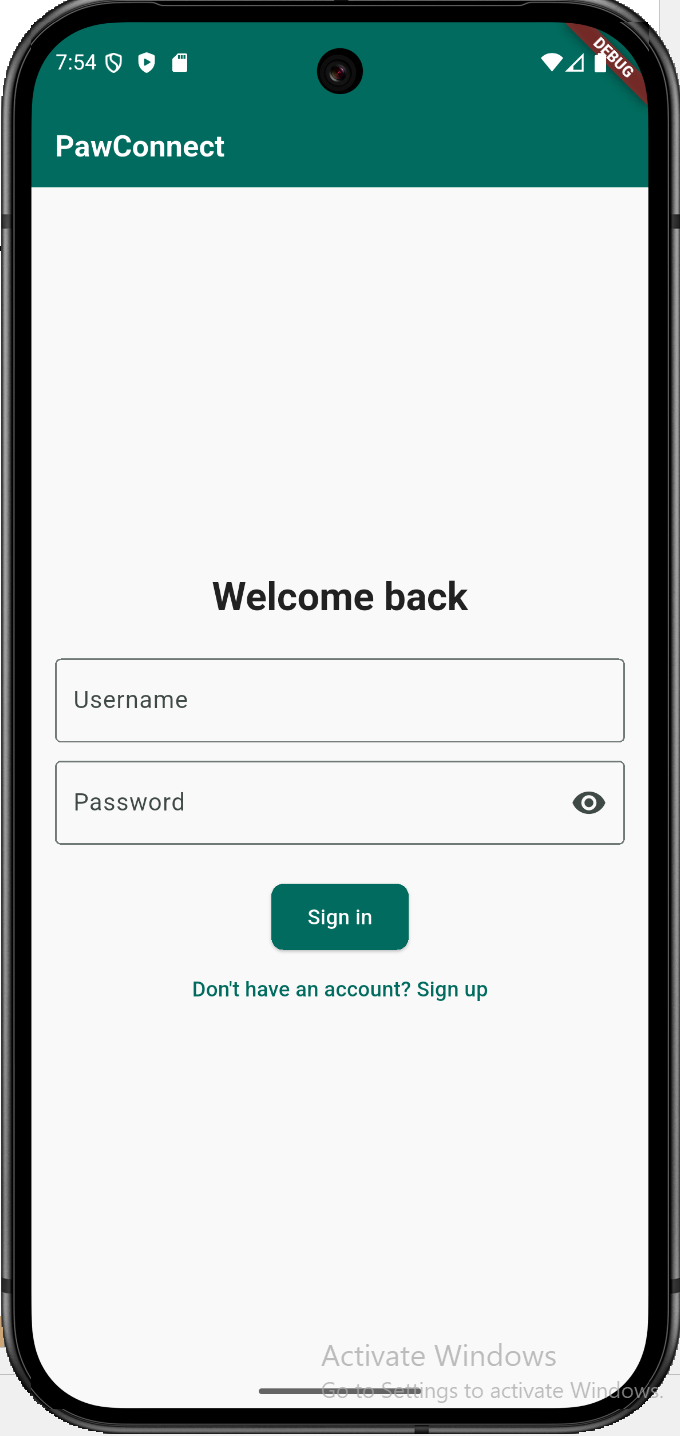 7:54
DEBUG
PawConnect
Welcome back
Username
Password
Sign in
Don't have an account? Sign up
Activate Windows
Go to Settings to activate Windows.